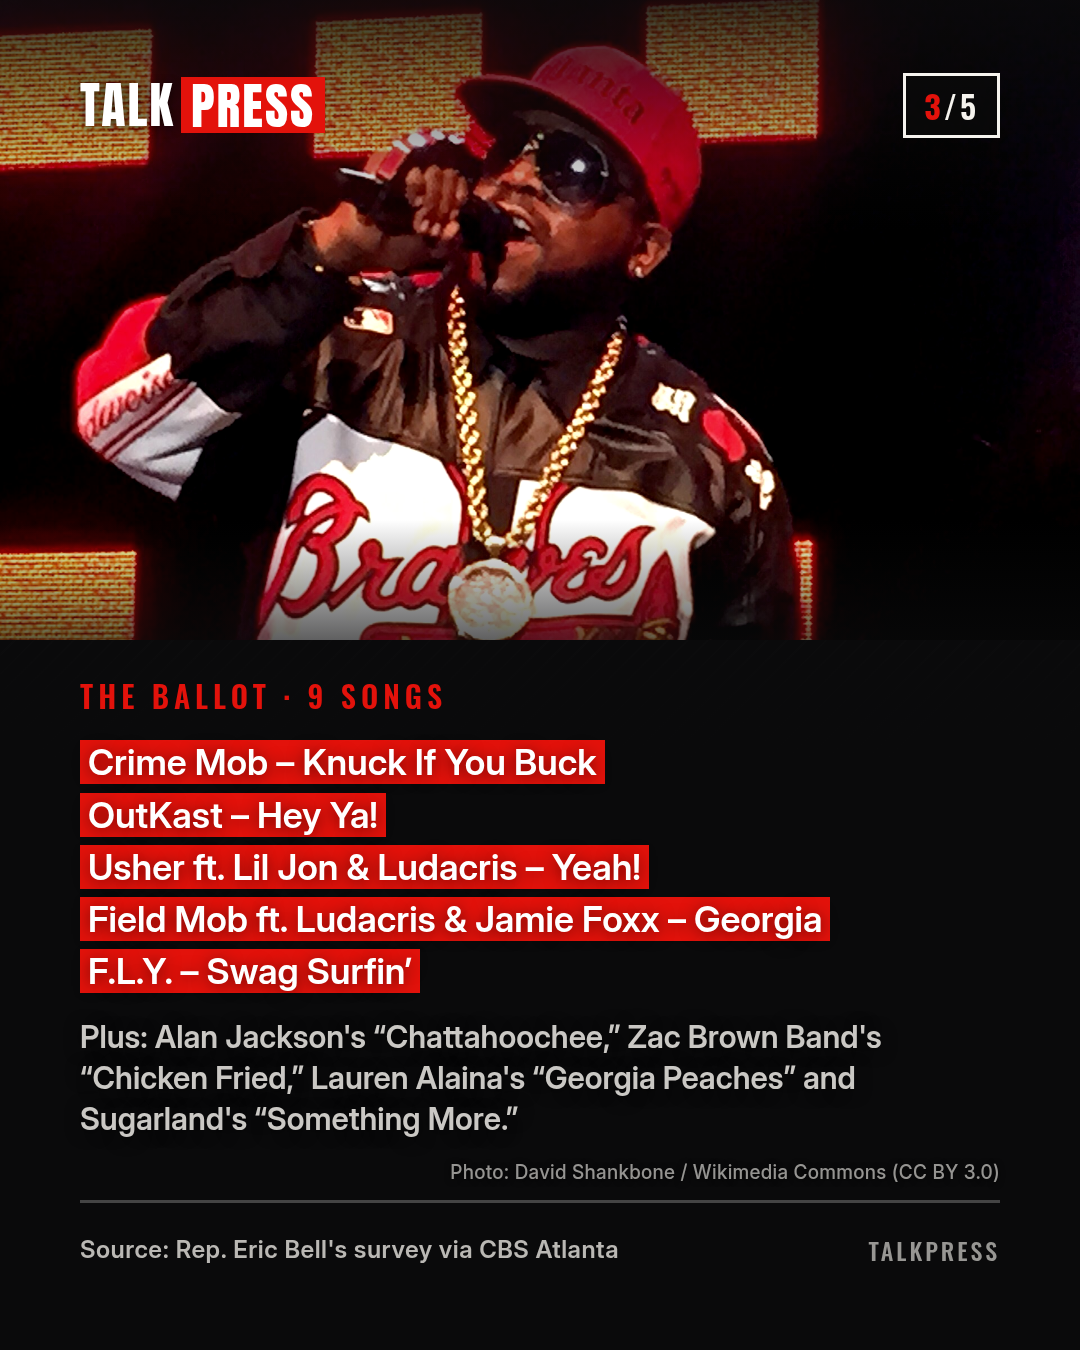 TALK PRESS
3/5
Braves
THE BALLOT · 9 SONGS
Crime Mob – Knuck If You Buck
OutKast – Hey Ya!
Usher ft. Lil Jon & Ludacris – Yeah!
Field Mob ft. Ludacris & Jamie Foxx – Georgia
F.L.Y. – Swag Surfin’
Plus: Alan Jackson's “Chattahoochee,” Zac Brown Band's
“Chicken Fried,” Lauren Alaina's “Georgia Peaches” and
Sugarland's “Something More.”
Photo: David Shankbone / Wikimedia Commons (CC BY 3.0)
Source: Rep. Eric Bell's survey via CBS Atlanta
TALKPRESS